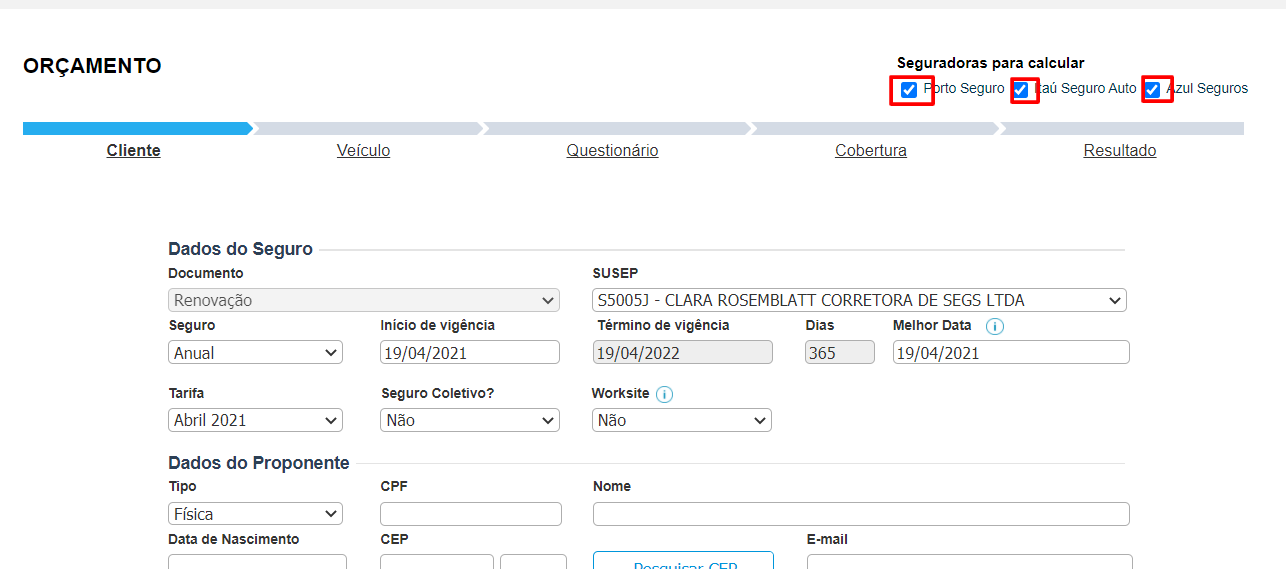 ORÇAMENTO
Seguradoras para calcular
Porto Seguro Itaú Seguro Auto Azul Seguros
Cliente Veículo Questionário Cobertura Resultado
Dados do Seguro
Documento SUSEP
Renovação S5005J - CLARA ROSEMBLATT CORRETORA DE SEGS LTDA
Seguro Início de vigência Término de vigência Dias Melhor Data i
Anual 19/04/2021 19/04/2022 365 19/04/2021
Tarifa Seguro Coletivo? Worksite i
Abril 2021 Não Não
Dados do Proponente
Tipo CPF Nome
Física
Data de Nascimento CEP E-mail
Pesquisar CEP